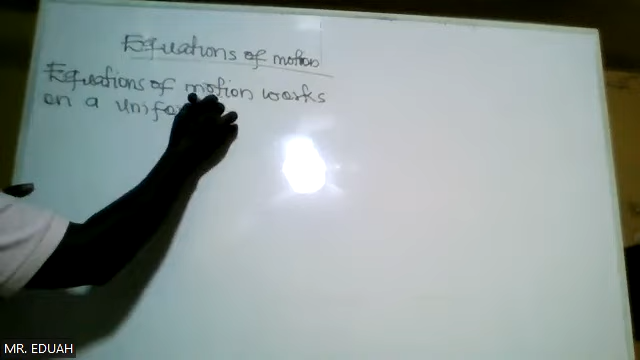 Equations of motion
Equations of motion works
on a unifo
MR. EDUAH